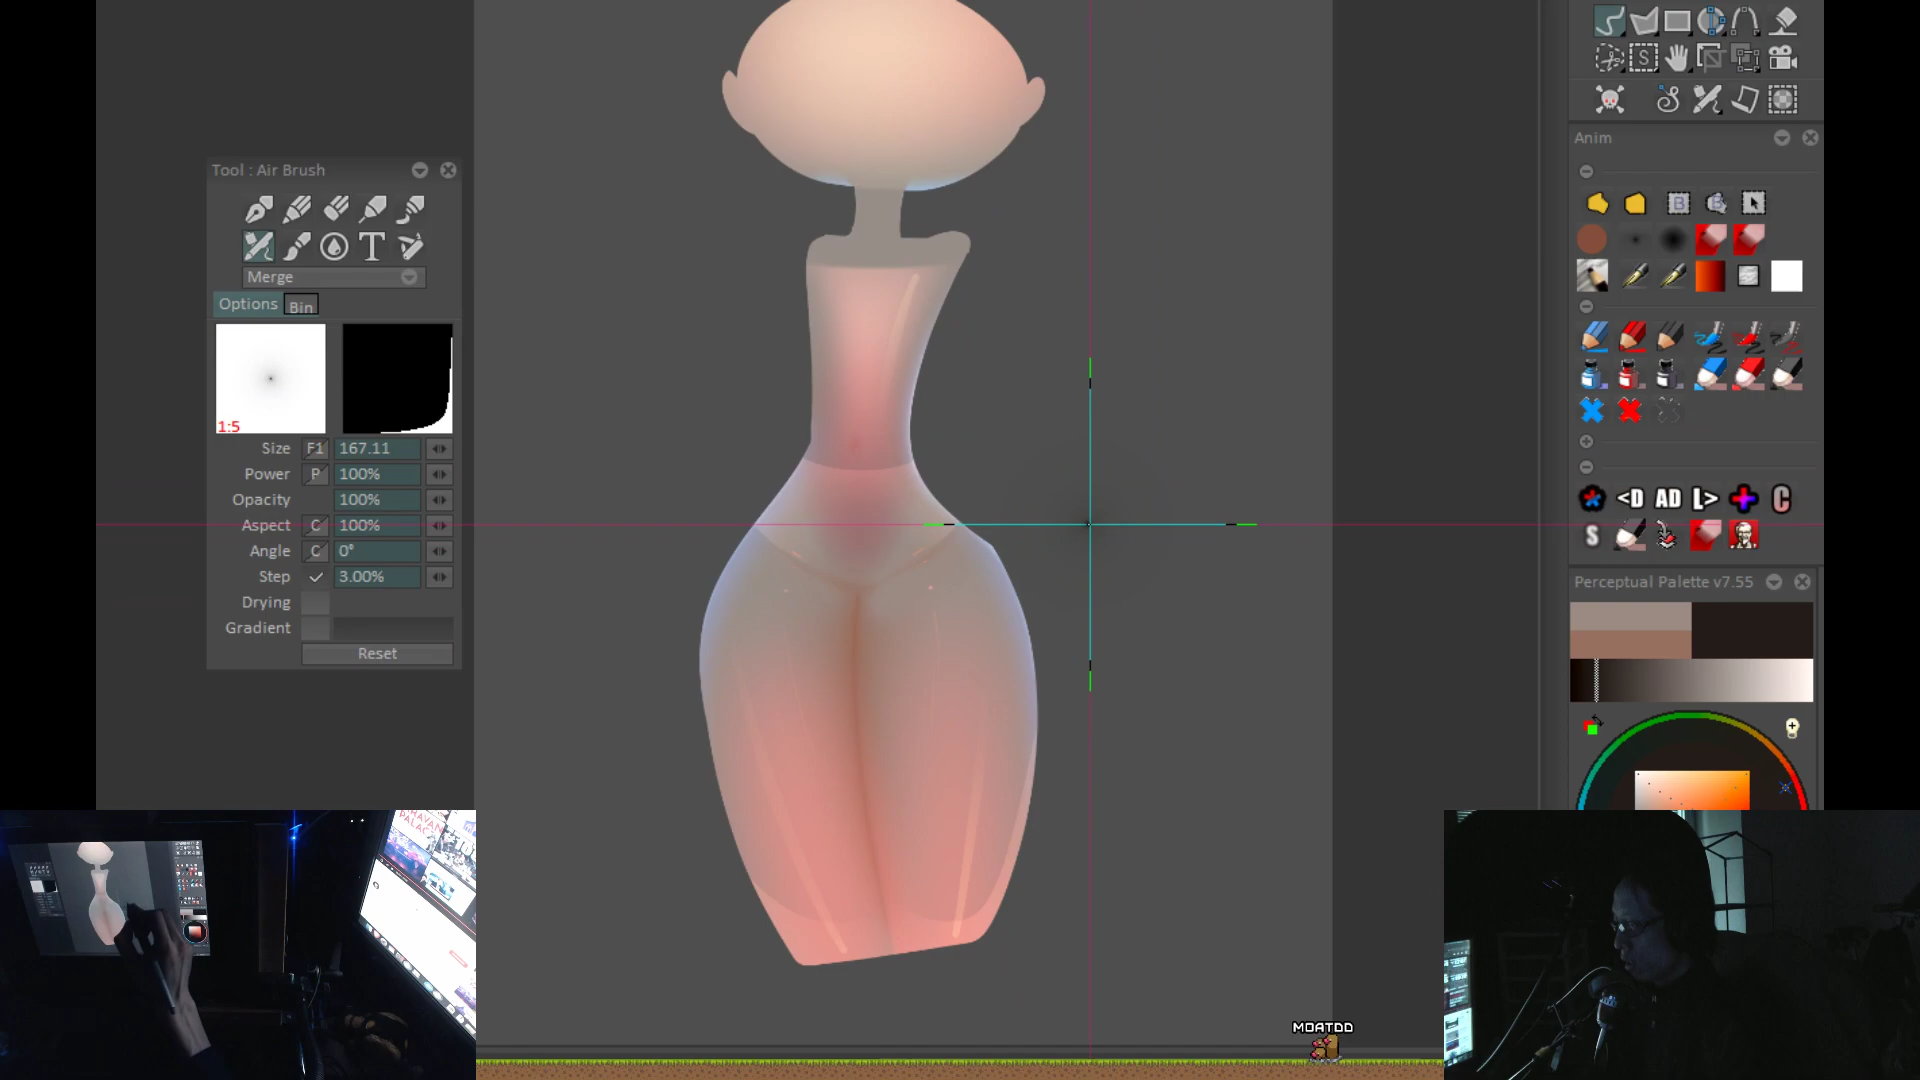 Tool : Air Brush
Merge
Options
Bin
1:5
Size F1 167.11
Power P 100%
Opacity 100%
Aspect C 100%
Angle C 0°
Step 3.00%
Drying
Gradient
Reset
S
Anim
B
B
<D AD L> C
S
Perceptual Palette v7.55
MOATDD
PALACE